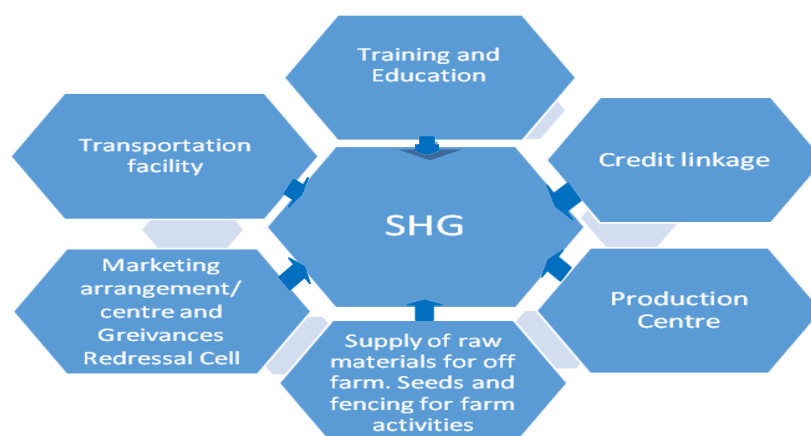 Training and
Education
Transportation
facility
Credit linkage
SHG
Marketing
arrangement/
centre and
Greivances
Redressal Cell
Production
Centre
Supply of raw
materials for off
farm. Seeds and
fencing for farm
activities